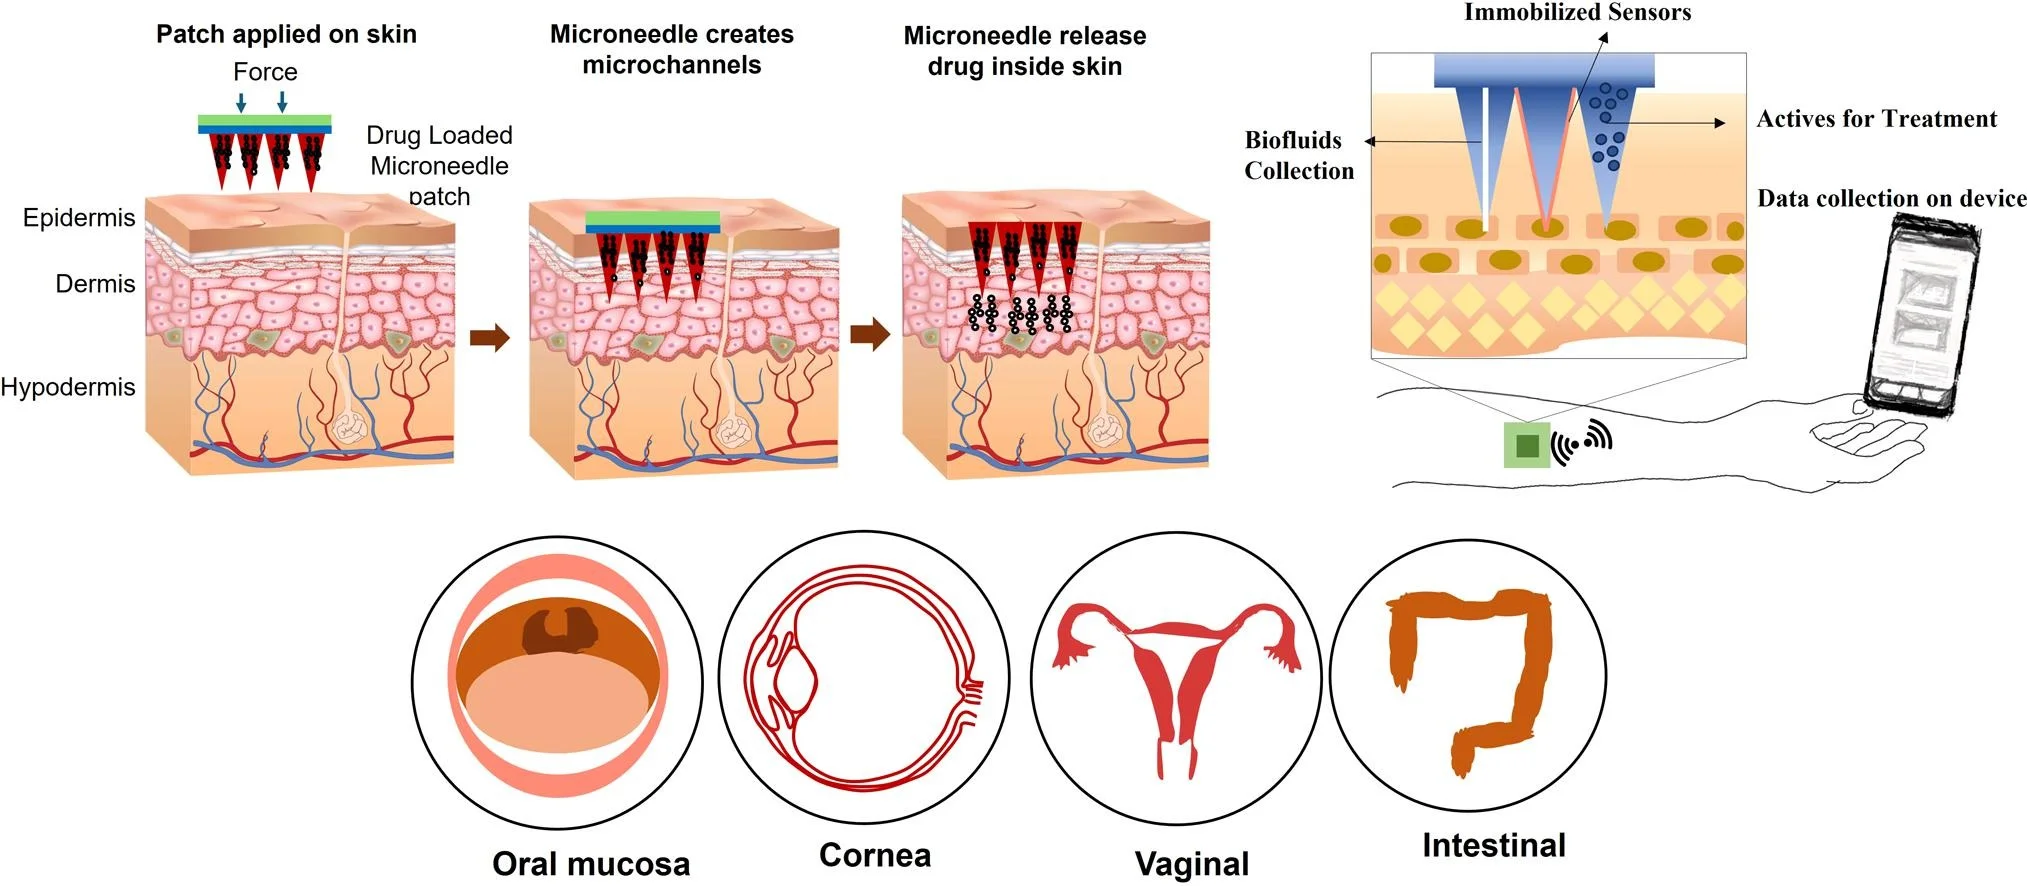 Patch applied on skin
Force
Drug Loaded
Microneedle
patch
Epidermis
Dermis
Hypodermis
Microneedle creates
microchannels
Microneedle release
drug inside skin
Immobilized Sensors
Biofluids
Collection
Actives for Treatment
Data collection on device
Oral mucosa
Cornea
Vaginal
Intestinal